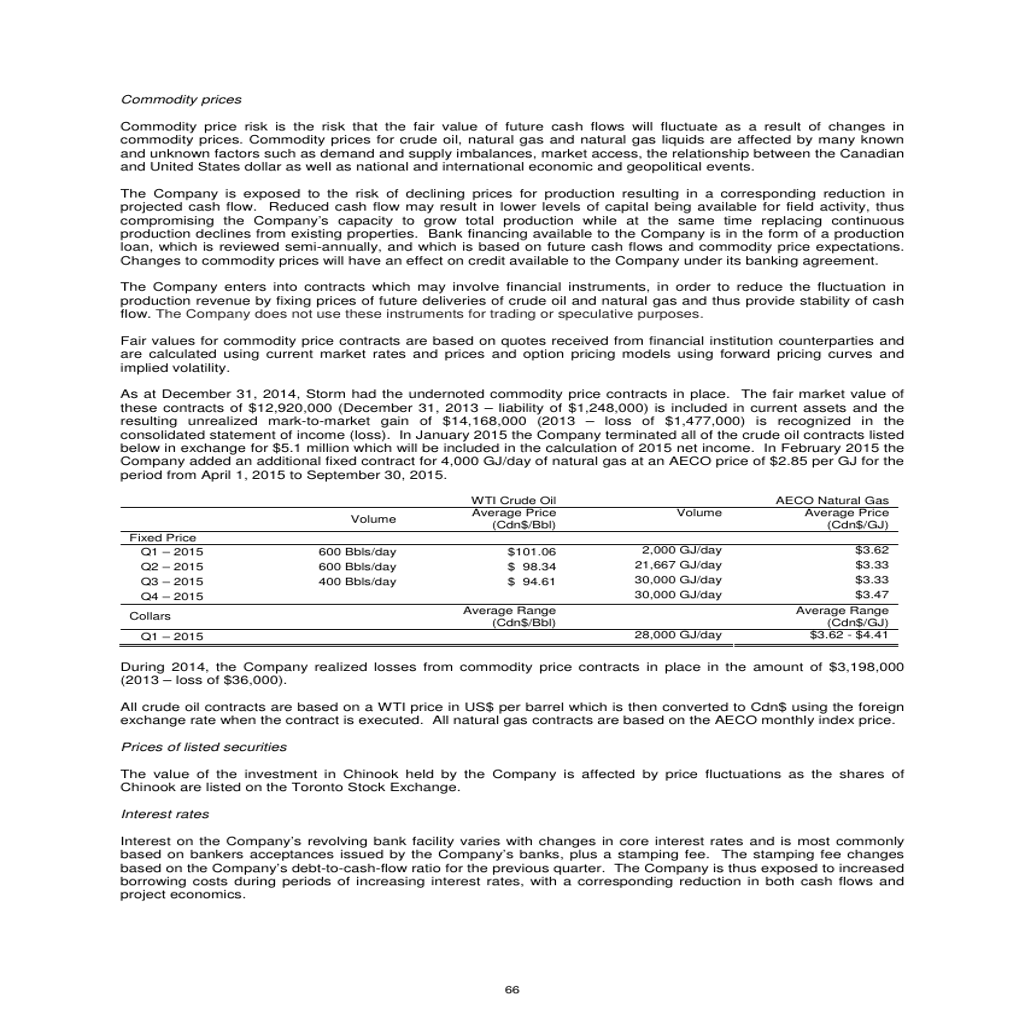 Commodity prices
Commodity price risk is the risk that the fair value of future cash flows will fluctuate as a result of changes in
commodity prices. Commodity prices for crude oil, natural gas and natural gas liquids are affected by many known
and unknown factors such as demand and supply imbalances, market access, the relationship between the Canadian
and United States dollar as well as national and international economic and geopolitical events.
The Company is exposed to the risk of declining prices for production resulting in a corresponding reduction in
projected cash flow. Reduced cash flow may result in lower levels of capital being available for field activity, thus
compromising the Company's capacity to grow total production while at the same time replacing continuous
production declines from existing properties. Bank financing available to the Company is in the form of a production
loan, which is reviewed semi-annually, and which is based on future cash flows and commodity price expectations.
Changes to commodity prices will have an effect on credit available to the Company under its banking agreement.
The Company enters into contracts which may involve financial instruments, in order to reduce the fluctuation in
production revenue by fixing prices of future deliveries of crude oil and natural gas and thus provide stability of cash
flow. The Company does not use these instruments for trading or speculative purposes.
Fair values for commodity price contracts are based on quotes received from financial institution counterparties and
are calculated using current market rates and prices and option pricing models using forward pricing curves and
implied volatility.
As at December 31, 2014, Storm had the undernoted commodity price contracts in place. The fair market value of
these contracts of $12,920,000 (December 31, 2013 – liability of $1,248,000) is included in current assets and the
resulting unrealized mark-to-market gain of $14,168,000 (2013 – loss of $1,477,000) is recognized in the
consolidated statement of income (loss). In January 2015 the Company terminated all of the crude oil contracts listed
below in exchange for $5.1 million which will be included in the calculation of 2015 net income. In February 2015 the
Company added an additional fixed contract for 4,000 GJ/day of natural gas at an AECO price of $2.85 per GJ for the
period from April 1, 2015 to September 30, 2015.
WTI Crude Oil AECO Natural Gas
Volume Average Price (Cdn$/Bbl) Volume Average Price (Cdn$/GJ)
Fixed Price
Q1 – 2015 600 Bbls/day $101.06 2,000 GJ/day $3.62
Q2 – 2015 600 Bbls/day $ 98.34 21,667 GJ/day $3.33
Q3 – 2015 400 Bbls/day $ 94.61 30,000 GJ/day $3.33
Q4 – 2015 30,000 GJ/day $3.47
Collars Average Range (Cdn$/Bbl) Average Range (Cdn$/GJ)
Q1 – 2015 28,000 GJ/day $3.62 - $4.41
During 2014, the Company realized losses from commodity price contracts in place in the amount of $3,198,000
(2013 – loss of $36,000).
All crude oil contracts are based on a WTI price in US$ per barrel which is then converted to Cdn$ using the foreign
exchange rate when the contract is executed. All natural gas contracts are based on the AECO monthly index price.
Prices of listed securities
The value of the investment in Chinook held by the Company is affected by price fluctuations as the shares of
Chinook are listed on the Toronto Stock Exchange.
Interest rates
Interest on the Company's revolving bank facility varies with changes in core interest rates and is most commonly
based on bankers acceptances issued by the Company's banks, plus a stamping fee. The stamping fee changes
based on the Company's debt-to-cash-flow ratio for the previous quarter. The Company is thus exposed to increased
borrowing costs during periods of increasing interest rates, with a corresponding reduction in both cash flows and
project economics.
66